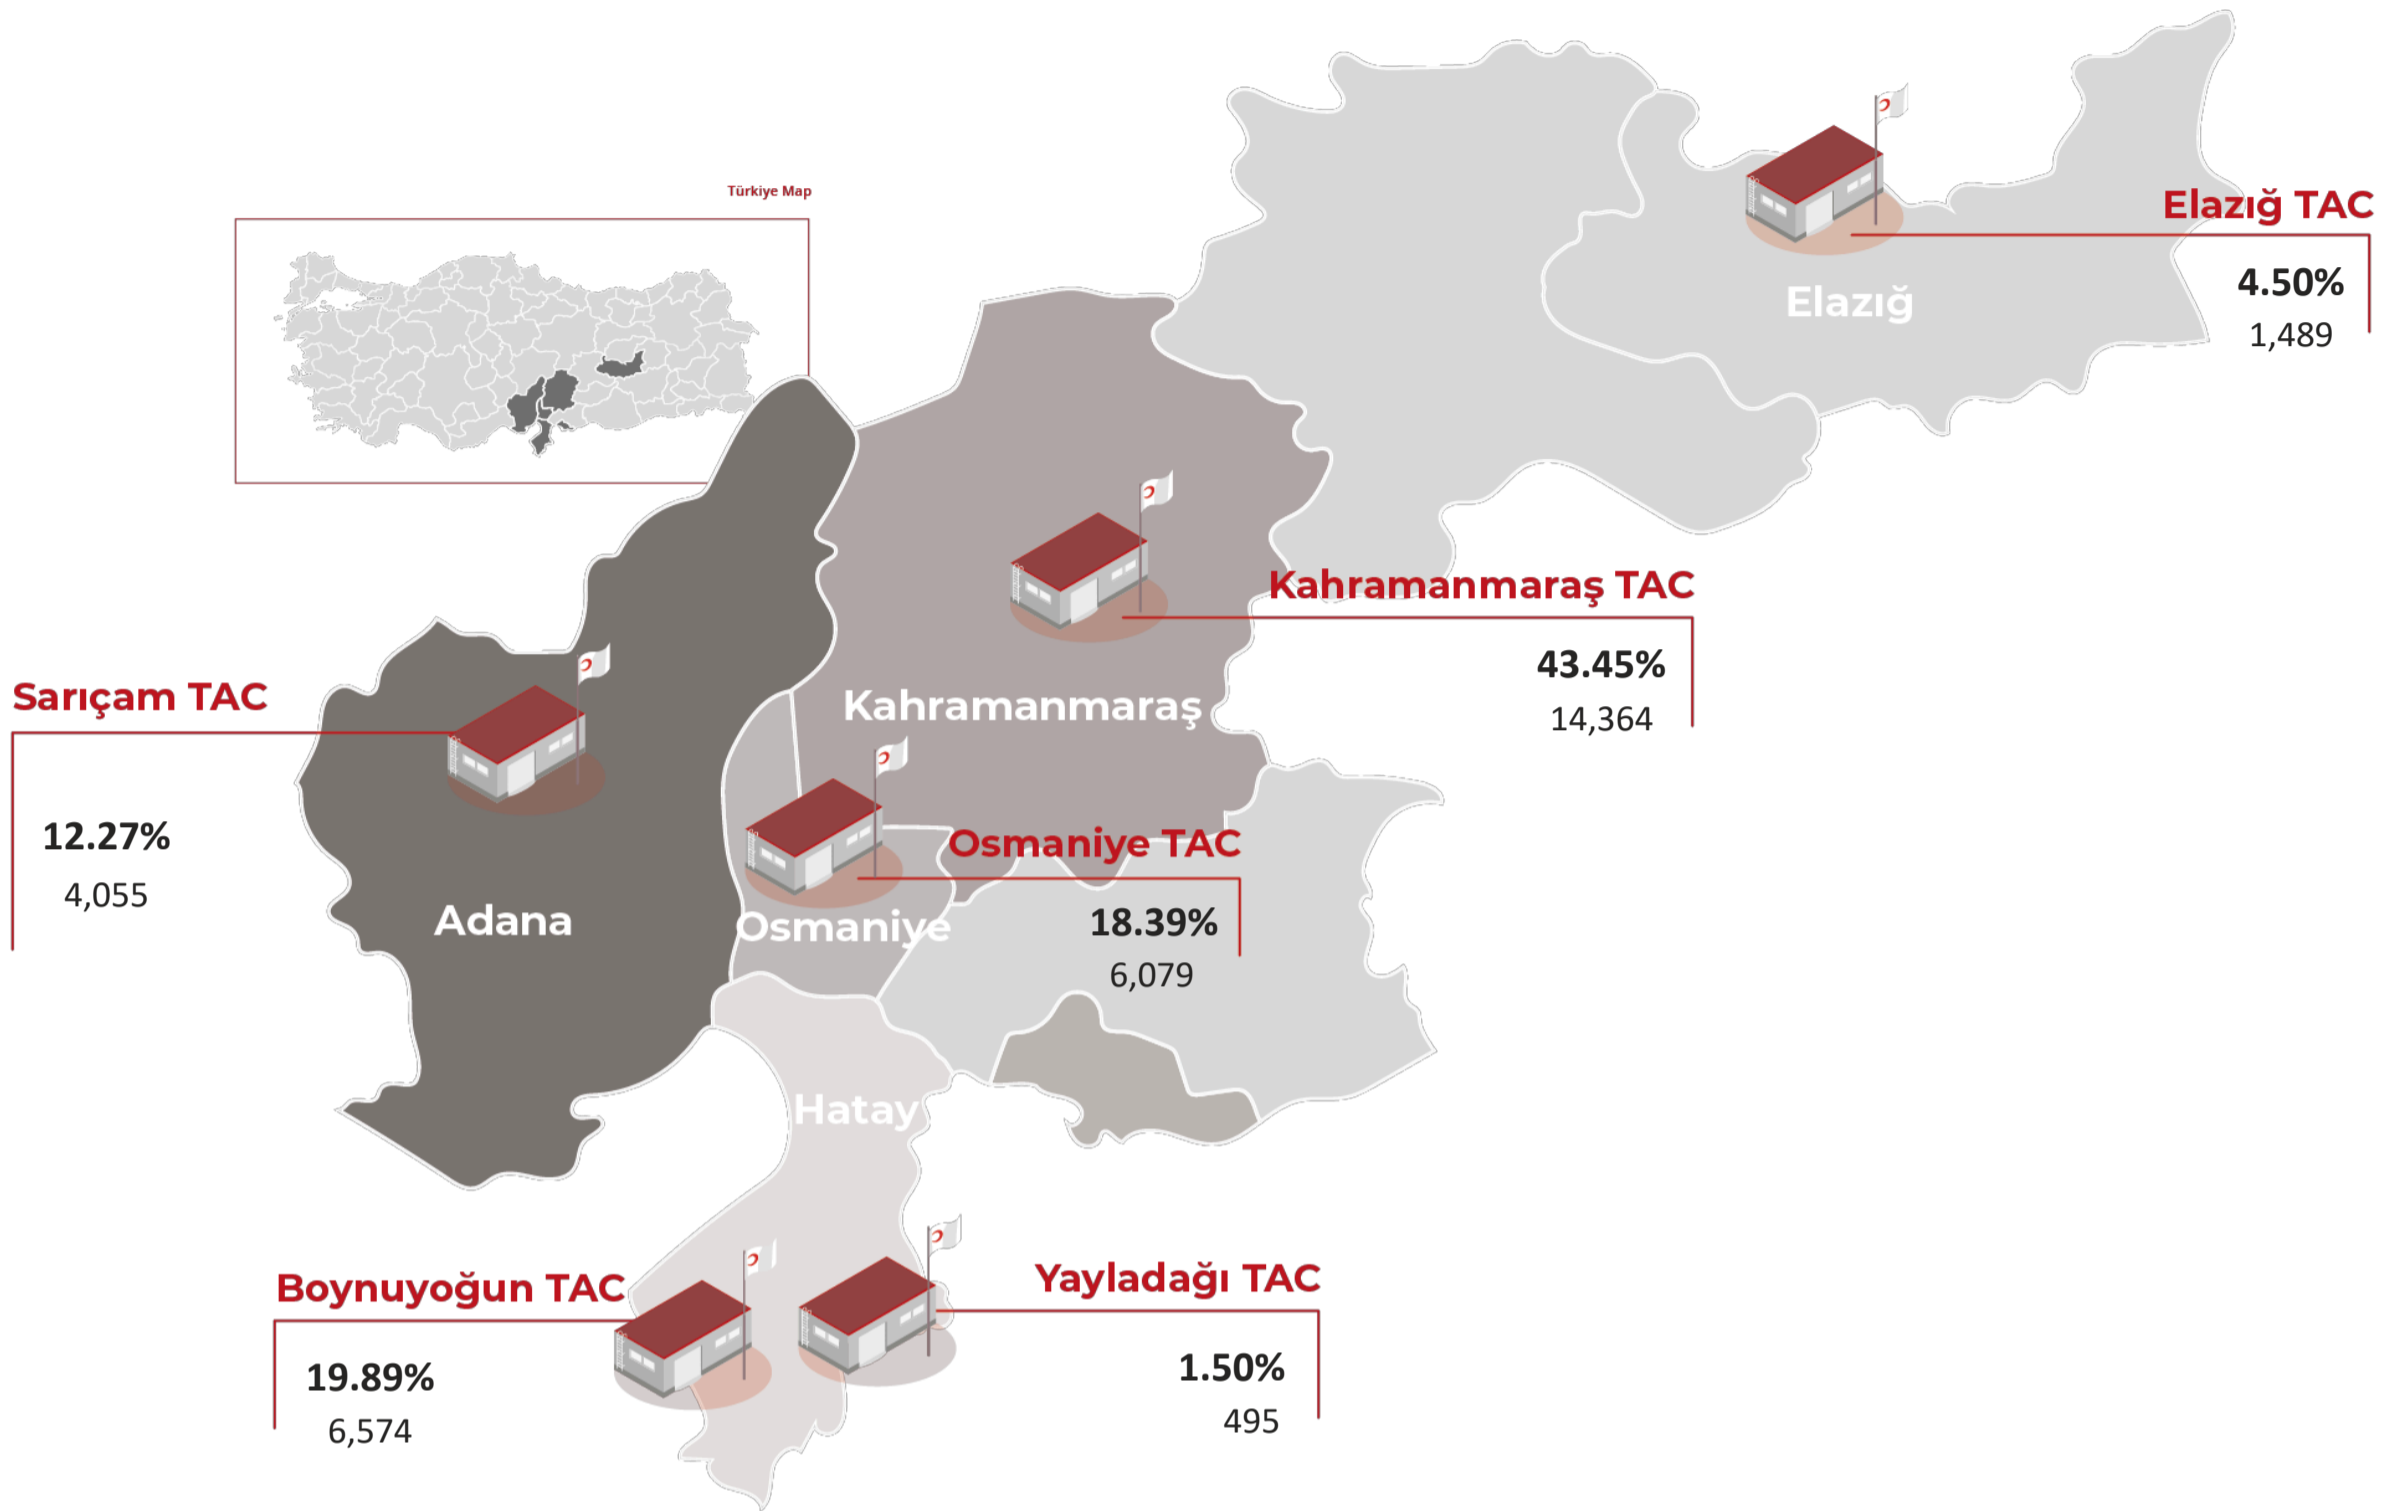 Türkiye Map
Elazığ TAC
4.50%
1,489
Elazığ
Kahramanmaraş TAC
43.45%
14,364
Kahramanmaraş
Sarıçam TAC
12.27%
4,055
Adana
Osmaniye TAC
18.39%
6,079
Osmaniye
Hatay
Boynuyoğun TAC
19.89%
6,574
Yayladağı TAC
1.50%
495